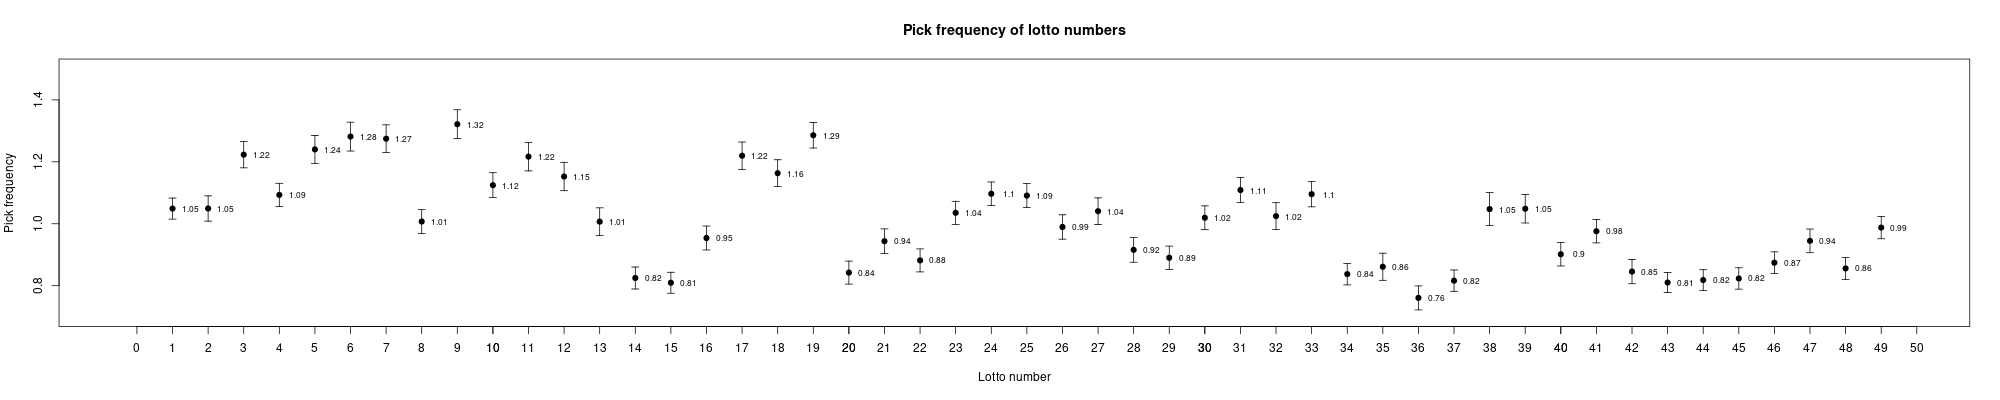 Pick frequency of lotto numbers
Pick frequency
1.4
1.2
1.0
0.8
1.05 1.05 1.22 1.09 1.24 1.28 1.27 1.01 1.32 1.12 1.22 1.15 1.01 0.82 0.81 0.95 1.22 1.16 1.29 0.84 0.94 0.88 1.04 1.1 1.09 0.99 1.04 0.92 0.89 1.02 1.11 1.02 1.1 0.84 0.86 0.76 0.82 1.05 1.05 0.9 0.98 0.85 0.81 0.82 0.82 0.87 0.94 0.86 0.99
0 1 2 3 4 5 6 7 8 9 10 11 12 13 14 15 16 17 18 19 20 21 22 23 24 25 26 27 28 29 30 31 32 33 34 35 36 37 38 39 40 41 42 43 44 45 46 47 48 49 50
Lotto number